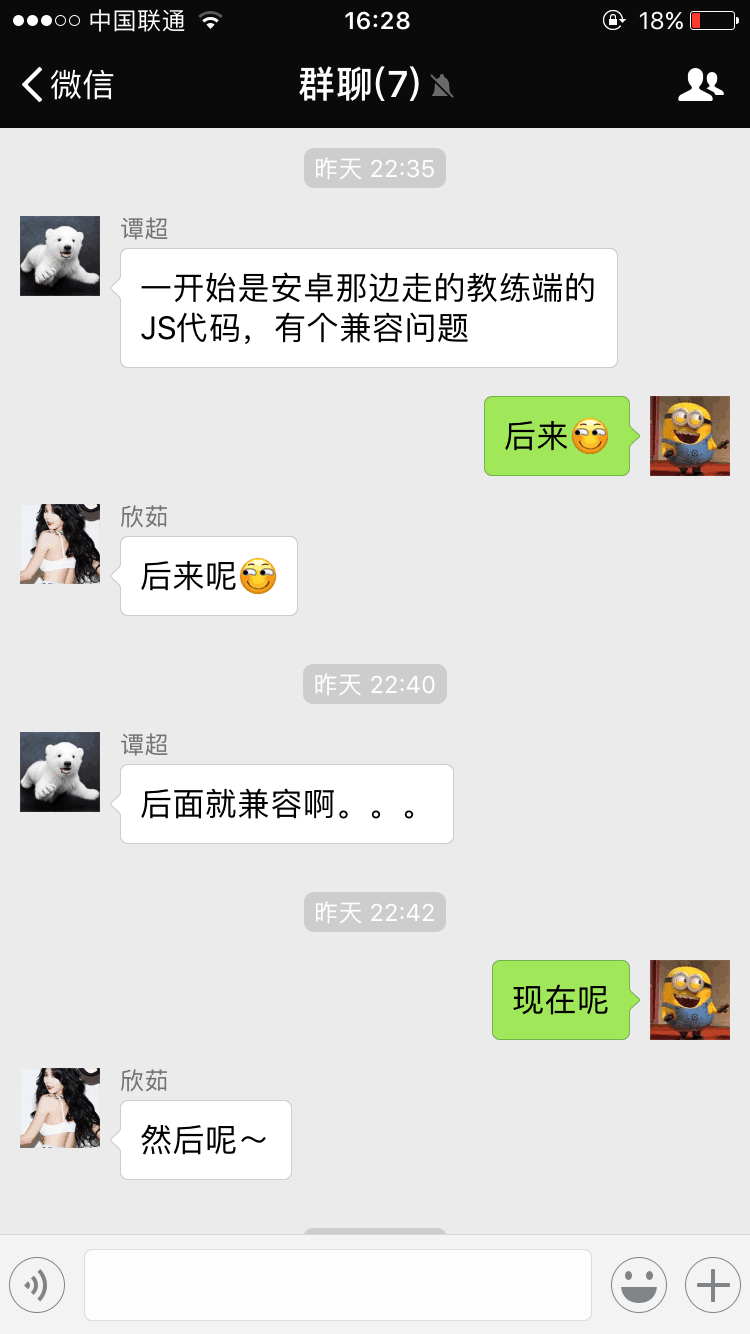 中国联通 16:28 18%
微信 群聊(7)
昨天 22:35
谭超
一开始是安卓那边走的教练端的
JS代码，有个兼容问题
后来
欣茹
后来呢
昨天 22:40
谭超
后面就兼容啊。。。
昨天 22:42
现在呢
欣茹
然后呢～